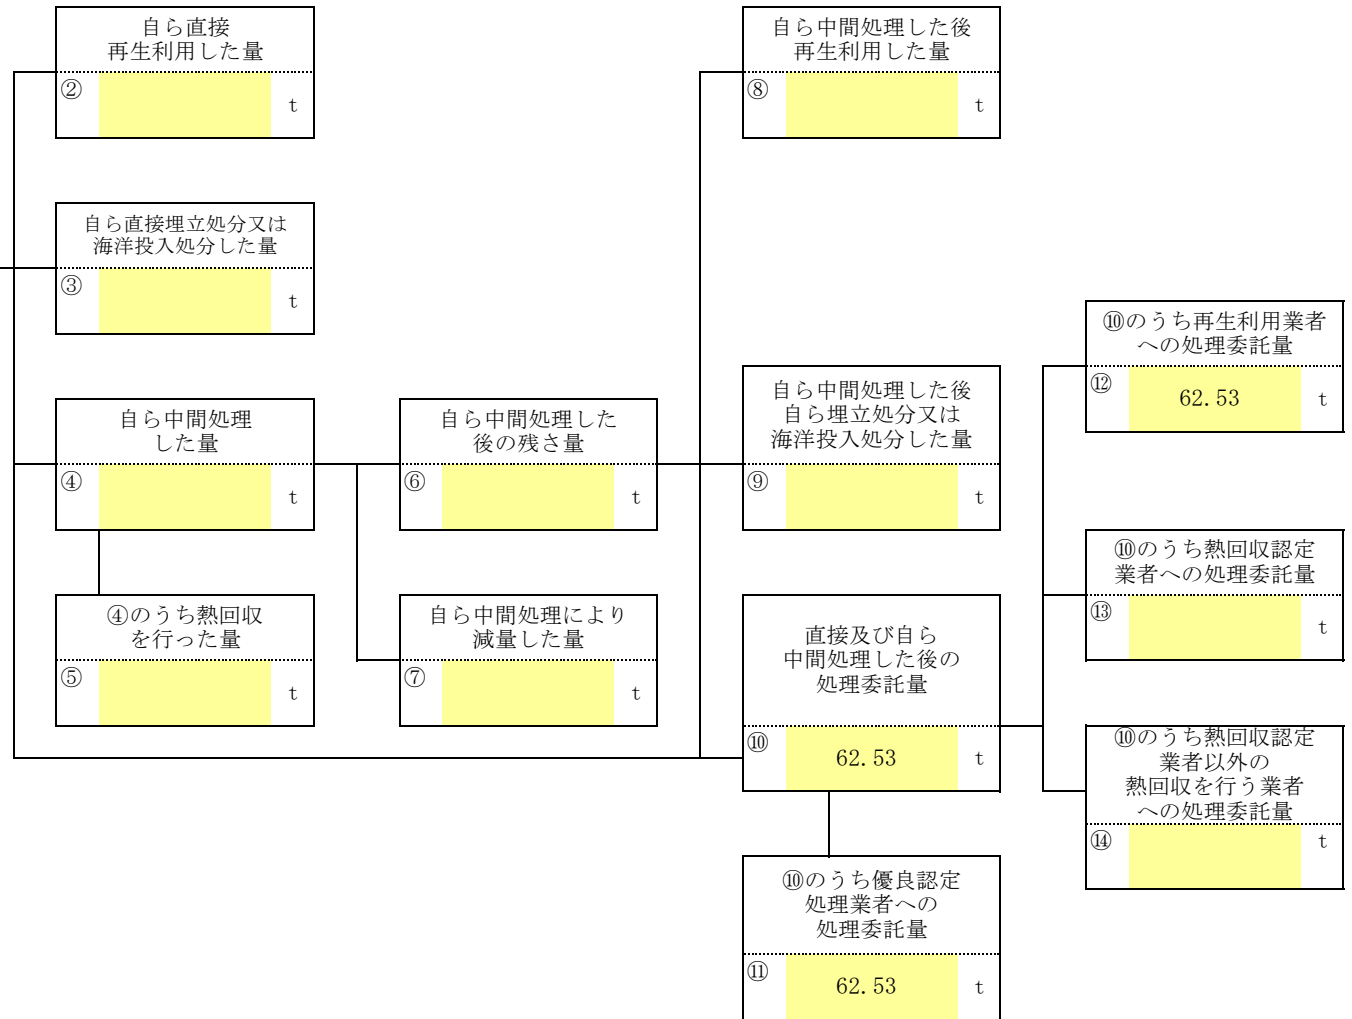 自ら直接
再生利用した量
② t
自ら中間処理した後
再生利用した量
⑧ t
自ら直接埋立処分又は
海洋投入処分した量
③ t
⑩のうち再生利用業者
への処理委託量
⑫ 62.53 t
自ら中間処理
した量
④ t
自ら中間処理した
後の残さ量
⑥ t
自ら中間処理した後
自ら埋立処分又は
海洋投入処分した量
⑨ t
⑩のうち熱回収認定
業者への処理委託量
⑬ t
④のうち熱回収
を行った量
⑤ t
自ら中間処理により
減量した量
⑦ t
直接及び自ら
中間処理した後の
処理委託量
⑩ 62.53 t
⑩のうち熱回収認定
業者以外の
熱回収を行う業者
への処理委託量
⑭ t
⑩のうち優良認定
処理業者への
処理委託量
⑪ 62.53 t